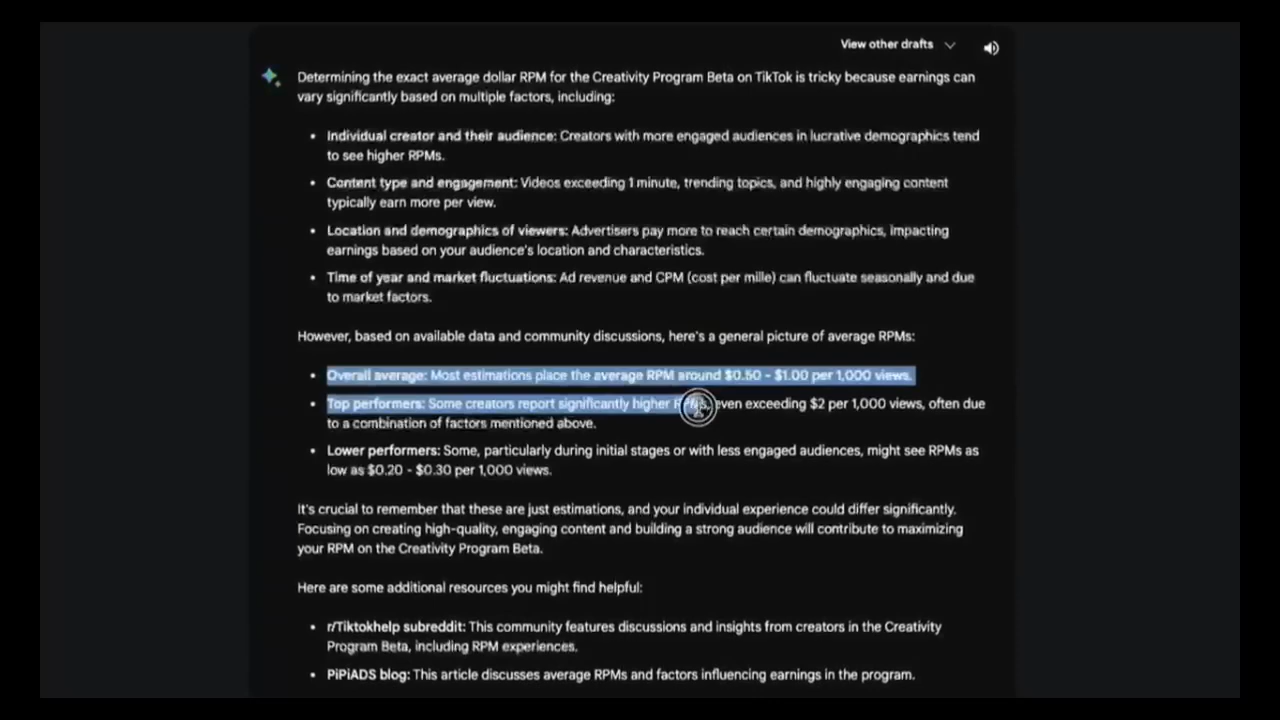 View other drafts
Determining the exact average dollar RPM for the Creativity Program Beta on TikTok is tricky because earnings can
vary significantly based on multiple factors, including:
• Individual creator and their audience: Creators with more engaged audiences in lucrative demographics tend
to see higher RPMs.
• Content type and engagement: Videos exceeding 1 minute, trending topics, and highly engaging content
typically earn more per view.
• Location and demographics of viewers: Advertisers pay more to reach certain demographics, impacting
earnings based on your audience's location and characteristics.
• Time of year and market fluctuations: Ad revenue and CPM (cost per mille) can fluctuate seasonally and due
to market factors.
However, based on available data and community discussions, here's a general picture of average RPMs:
• Overall average: Most estimations place the average RPM around $0.50 - $1.00 per 1,000 views.
• Top performers: Some creators report significantly higher even exceeding $2 per 1,000 views, often due
to a combination of factors mentioned above.
• Lower performers: Some, particularly during initial stages or with less engaged audiences, might see RPMs as
low as $0.20 - $0.30 per 1,000 views.
It's crucial to remember that these are just estimations, and your individual experience could differ significantly.
Focusing on creating high-quality, engaging content and building a strong audience will contribute to maximizing
your RPM on the Creativity Program Beta.
Here are some additional resources you might find helpful:
• r/Tiktokhelp subreddit: This community features discussions and insights from creators in the Creativity
Program Beta, including RPM experiences.
• PiPiADS blog: This article discusses average RPMs and factors influencing earnings in the program.